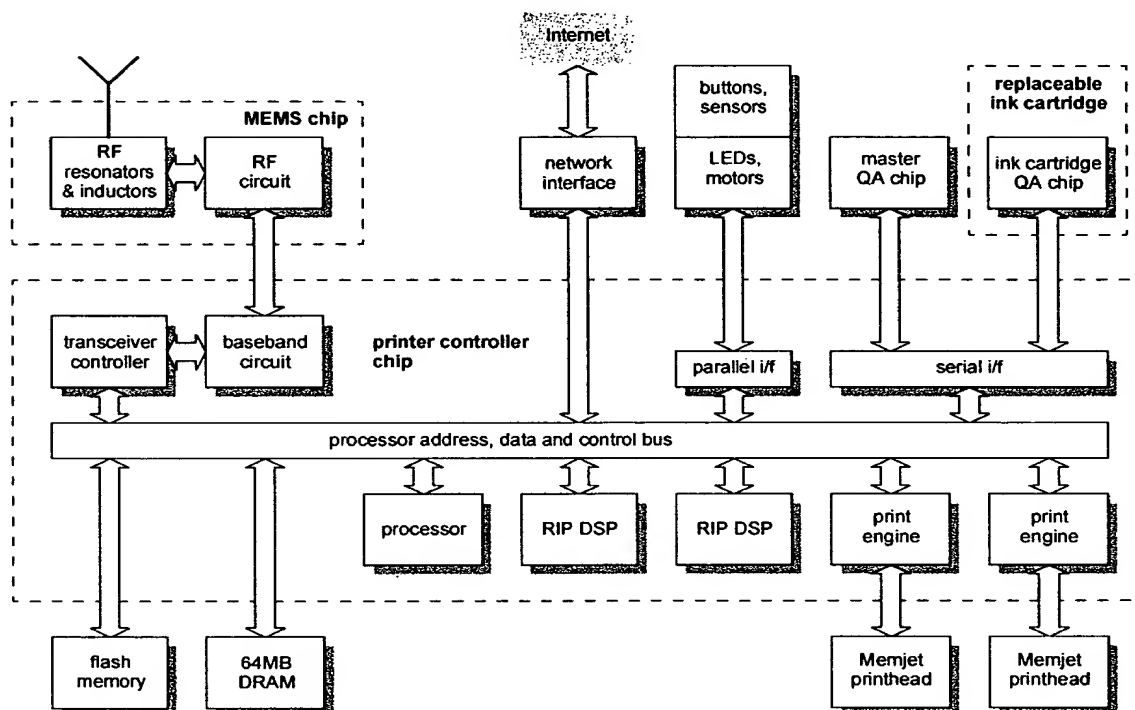 Internet
buttons,
sensors
replaceable
ink cartridge
MEMS chip
RF
resonators
& inductors
RF
circuit
network
interface
LEDs,
motors
master
QA chip
ink cartridge
QA chip
transceiver
controller
baseband
circuit
printer controller
chip
parallel i/f
serial i/f
processor address, data and control bus
processor
RIP DSP
RIP DSP
print
engine
print
engine
flash
memory
64MB
DRAM
Memjet
printhead
Memjet
printhead